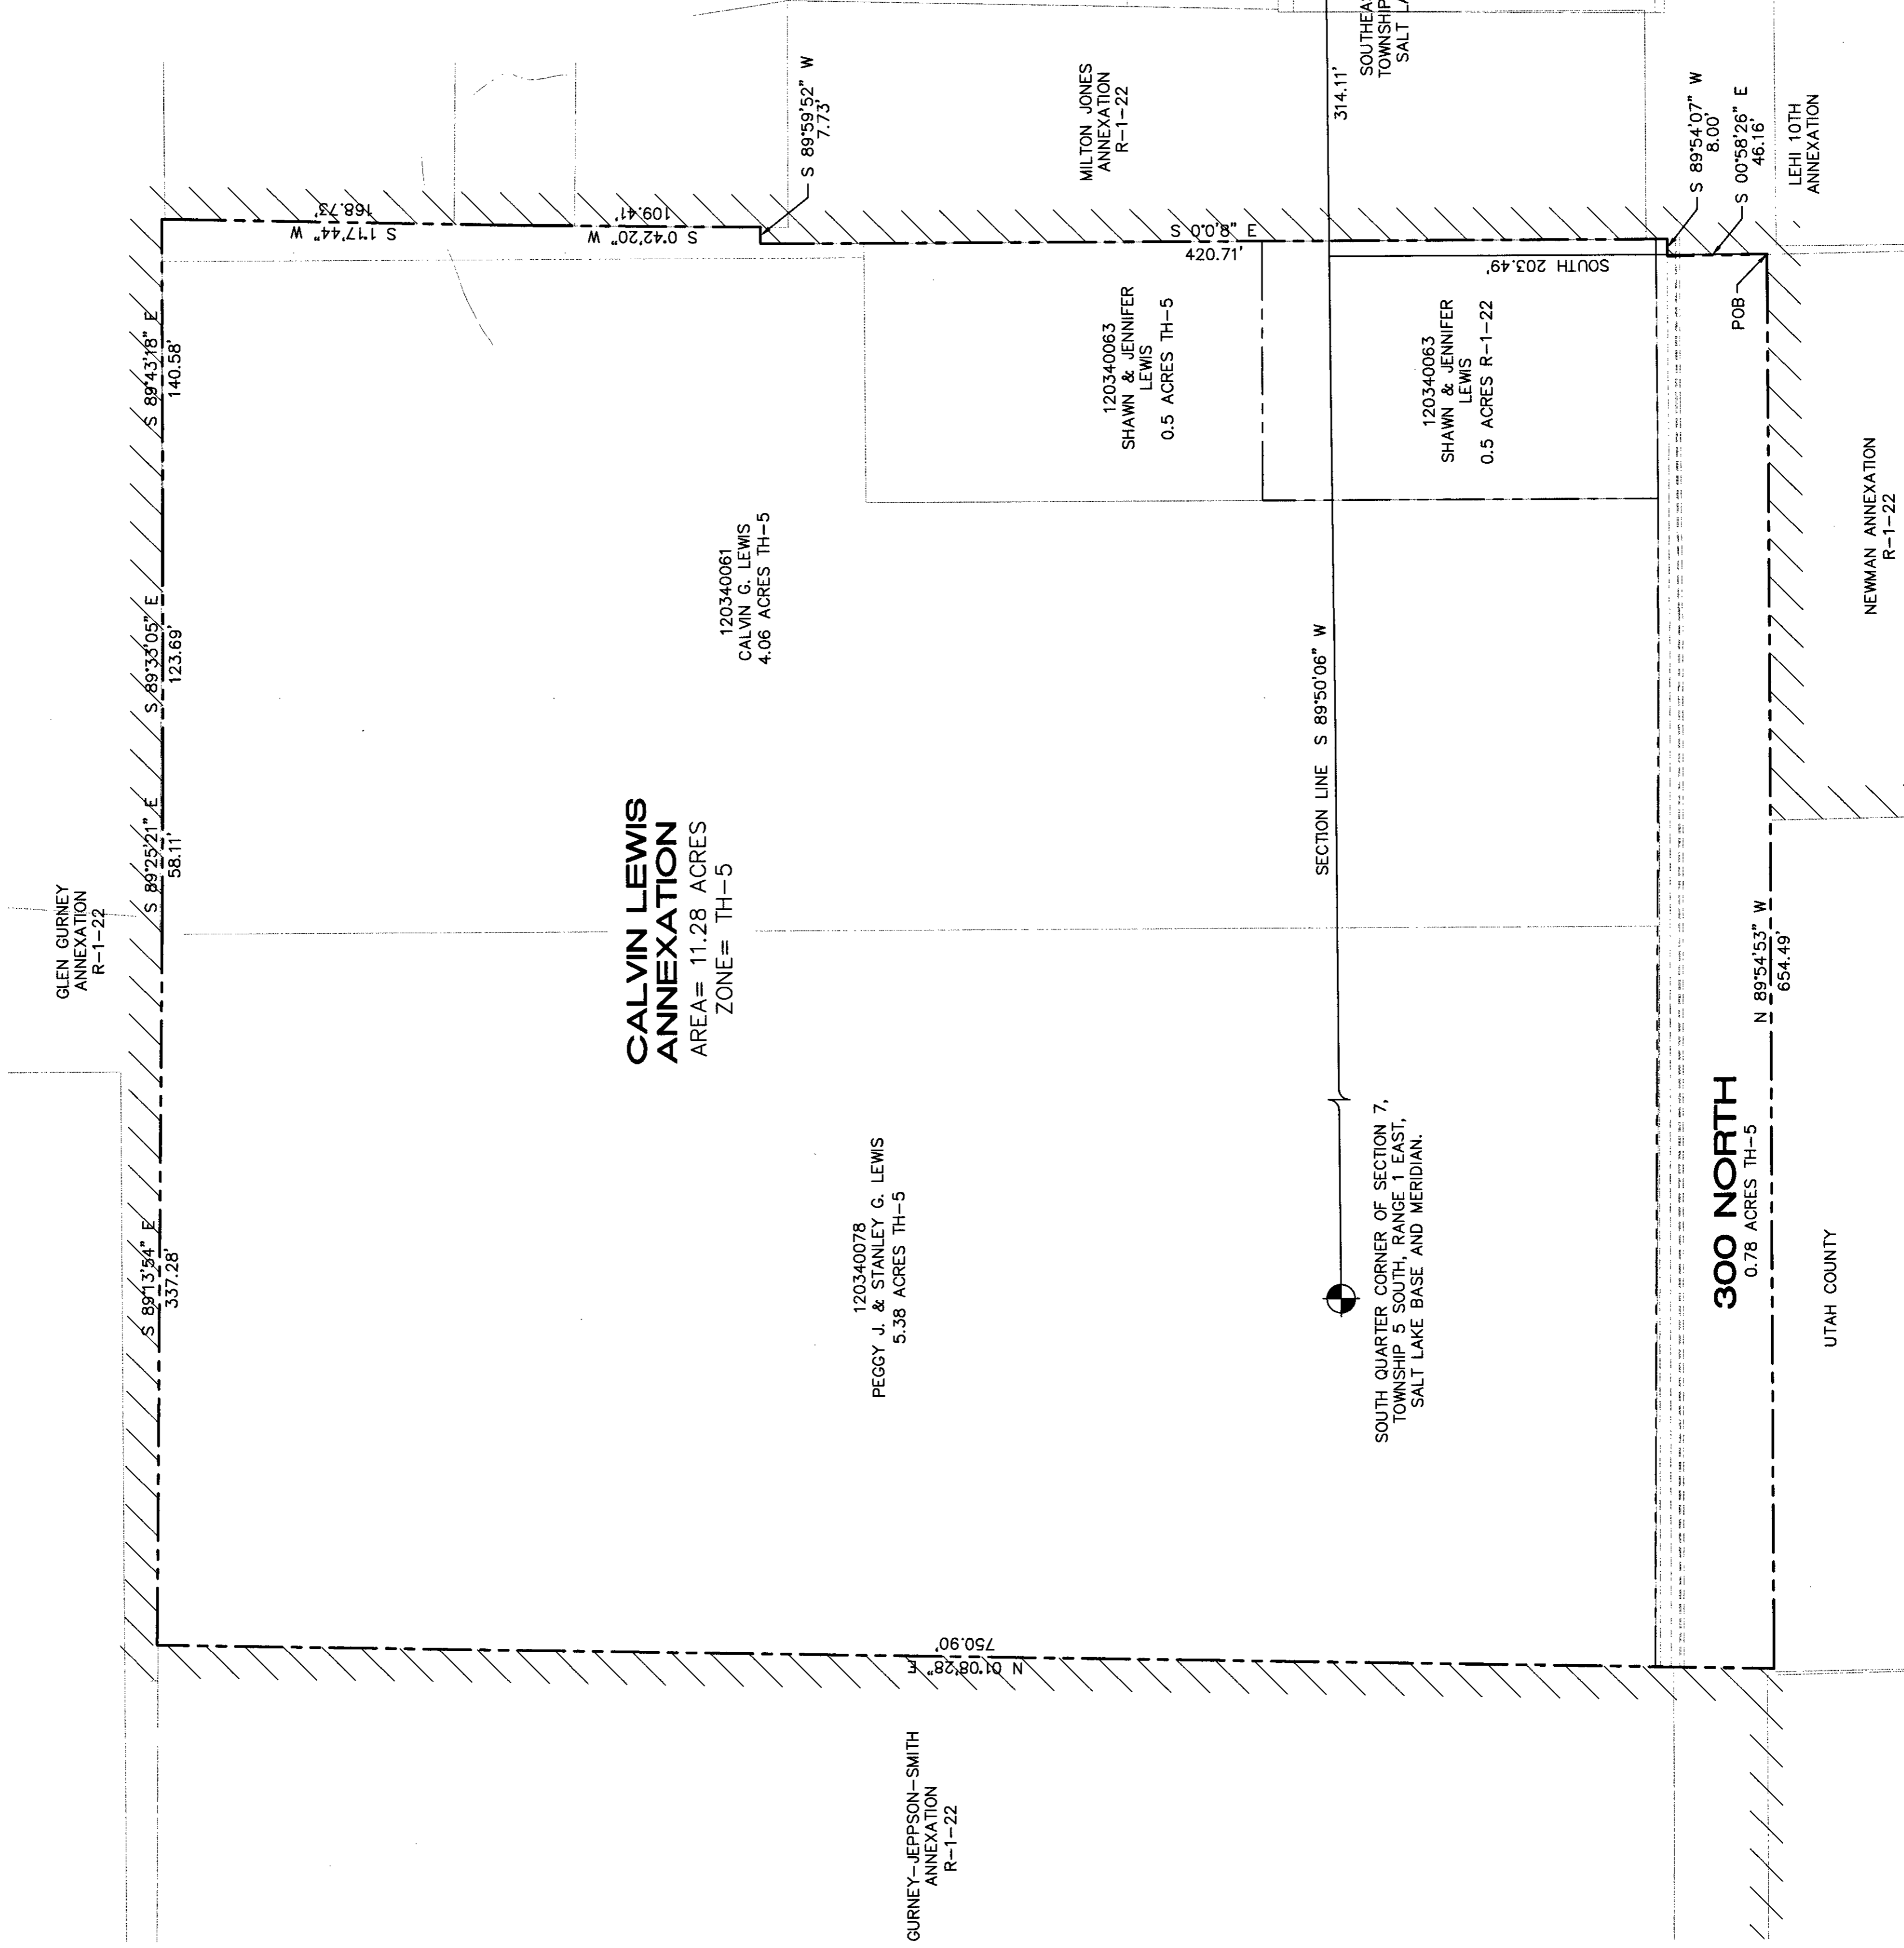 GLEN GURNEY
ANNEXATION
R-1-22
S 89°13'54" E
337.28'
S 89°25'21" E
58.11'
S 89°33'05" E
123.69'
S 89°43'18" E
140.58'
S 1°17'44" W
168.73'
S 0°42'20" W
109.41'
S 89°59'52" W
7.73'
MILTON JONES
ANNEXATION
R-1-22
S 0°0'8" E
420.71'
314.11'
SOUTHEAS
TOWNSHIP
SALT LA
CALVIN LEWIS
ANNEXATION
AREA= 11.28 ACRES
ZONE= TH-5
120340061
CALVIN G. LEWIS
4.06 ACRES TH-5
120340063
SHAWN & JENNIFER
LEWIS
0.5 ACRES TH-5
120340063
SHAWN & JENNIFER
LEWIS
0.5 ACRES R-1-22
120340078
PEGGY J. & STANLEY G. LEWIS
5.38 ACRES TH-5
SECTION LINE S 89°50'06" W
SOUTH 203.49'
SOUTH QUARTER CORNER OF SECTION 7,
TOWNSHIP 5 SOUTH, RANGE 1 EAST,
SALT LAKE BASE AND MERIDIAN.
N 01°08'28" E
750.90'
GURNEY-JEPPSON-SMITH
ANNEXATION
R-1-22
S 89°54'07" W
8.00'
S 00°58'26" E
46.16'
POB
LEHI 10TH
ANNEXATION
300 NORTH
0.78 ACRES TH-5
N 89°54'53" W
654.49'
UTAH COUNTY
NEWMAN ANNEXATION
R-1-22